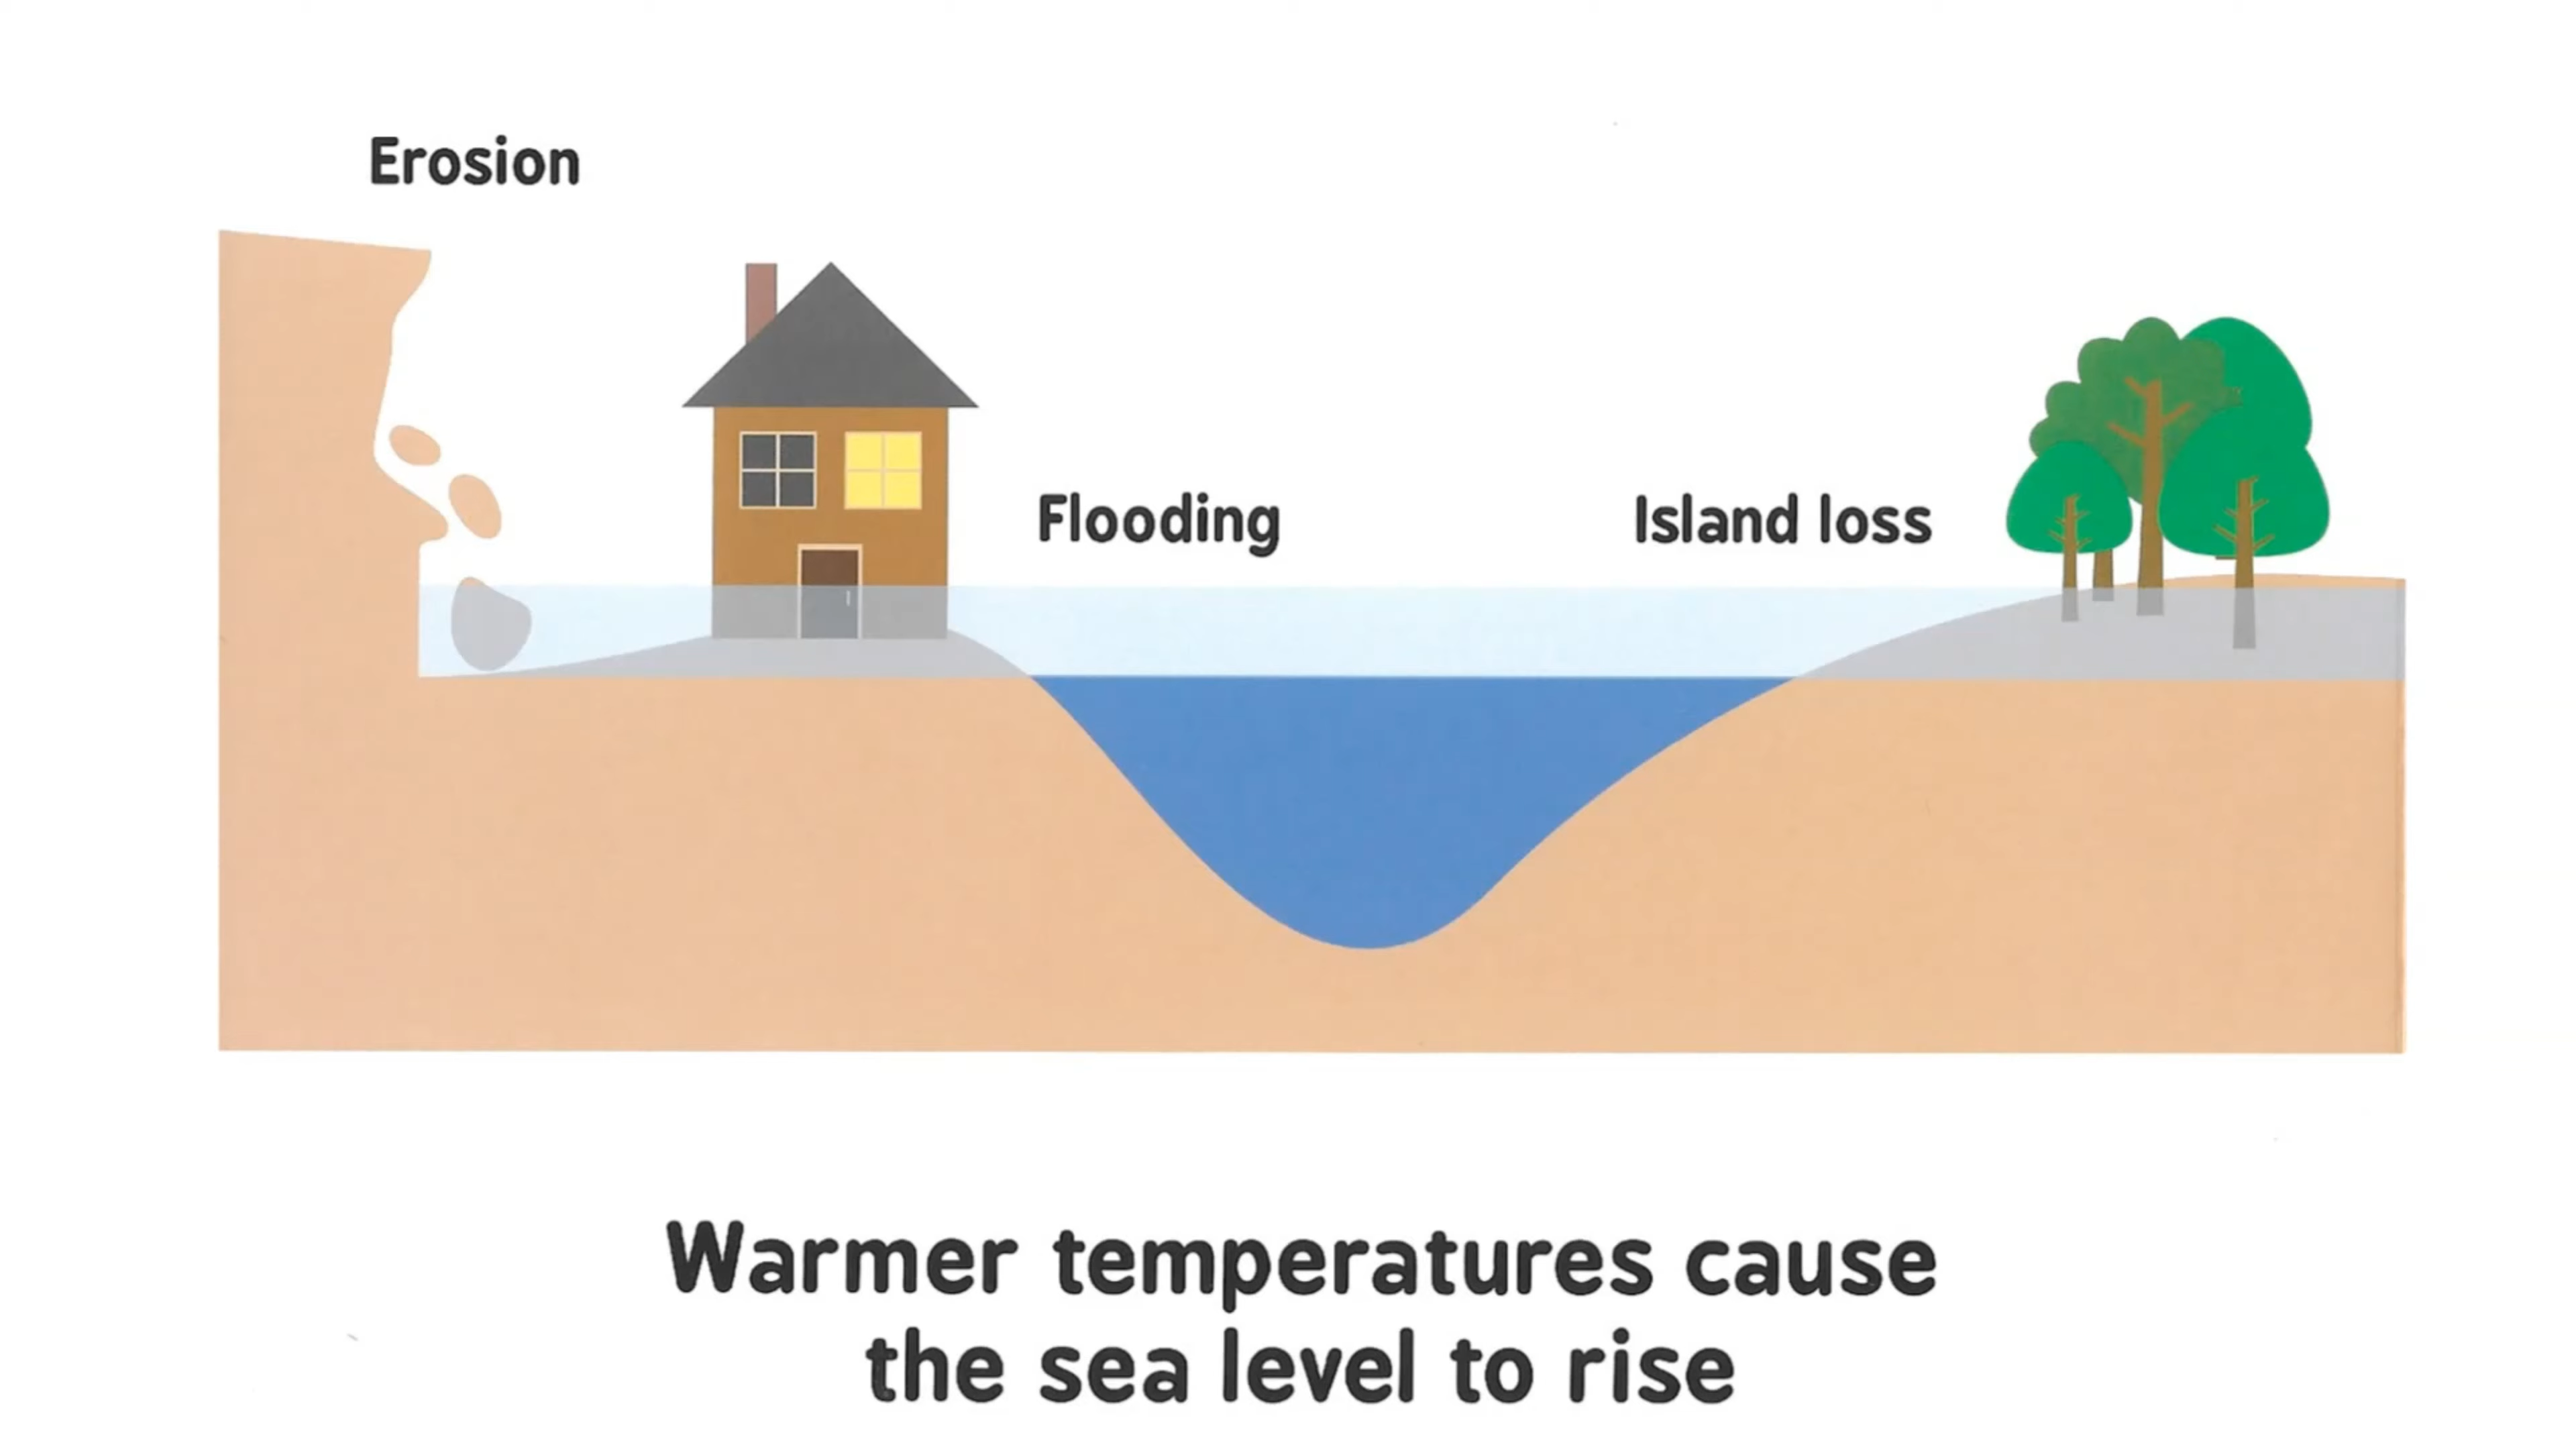 Erosion
Flooding
Island loss
Warmer temperatures cause
the sea level to rise